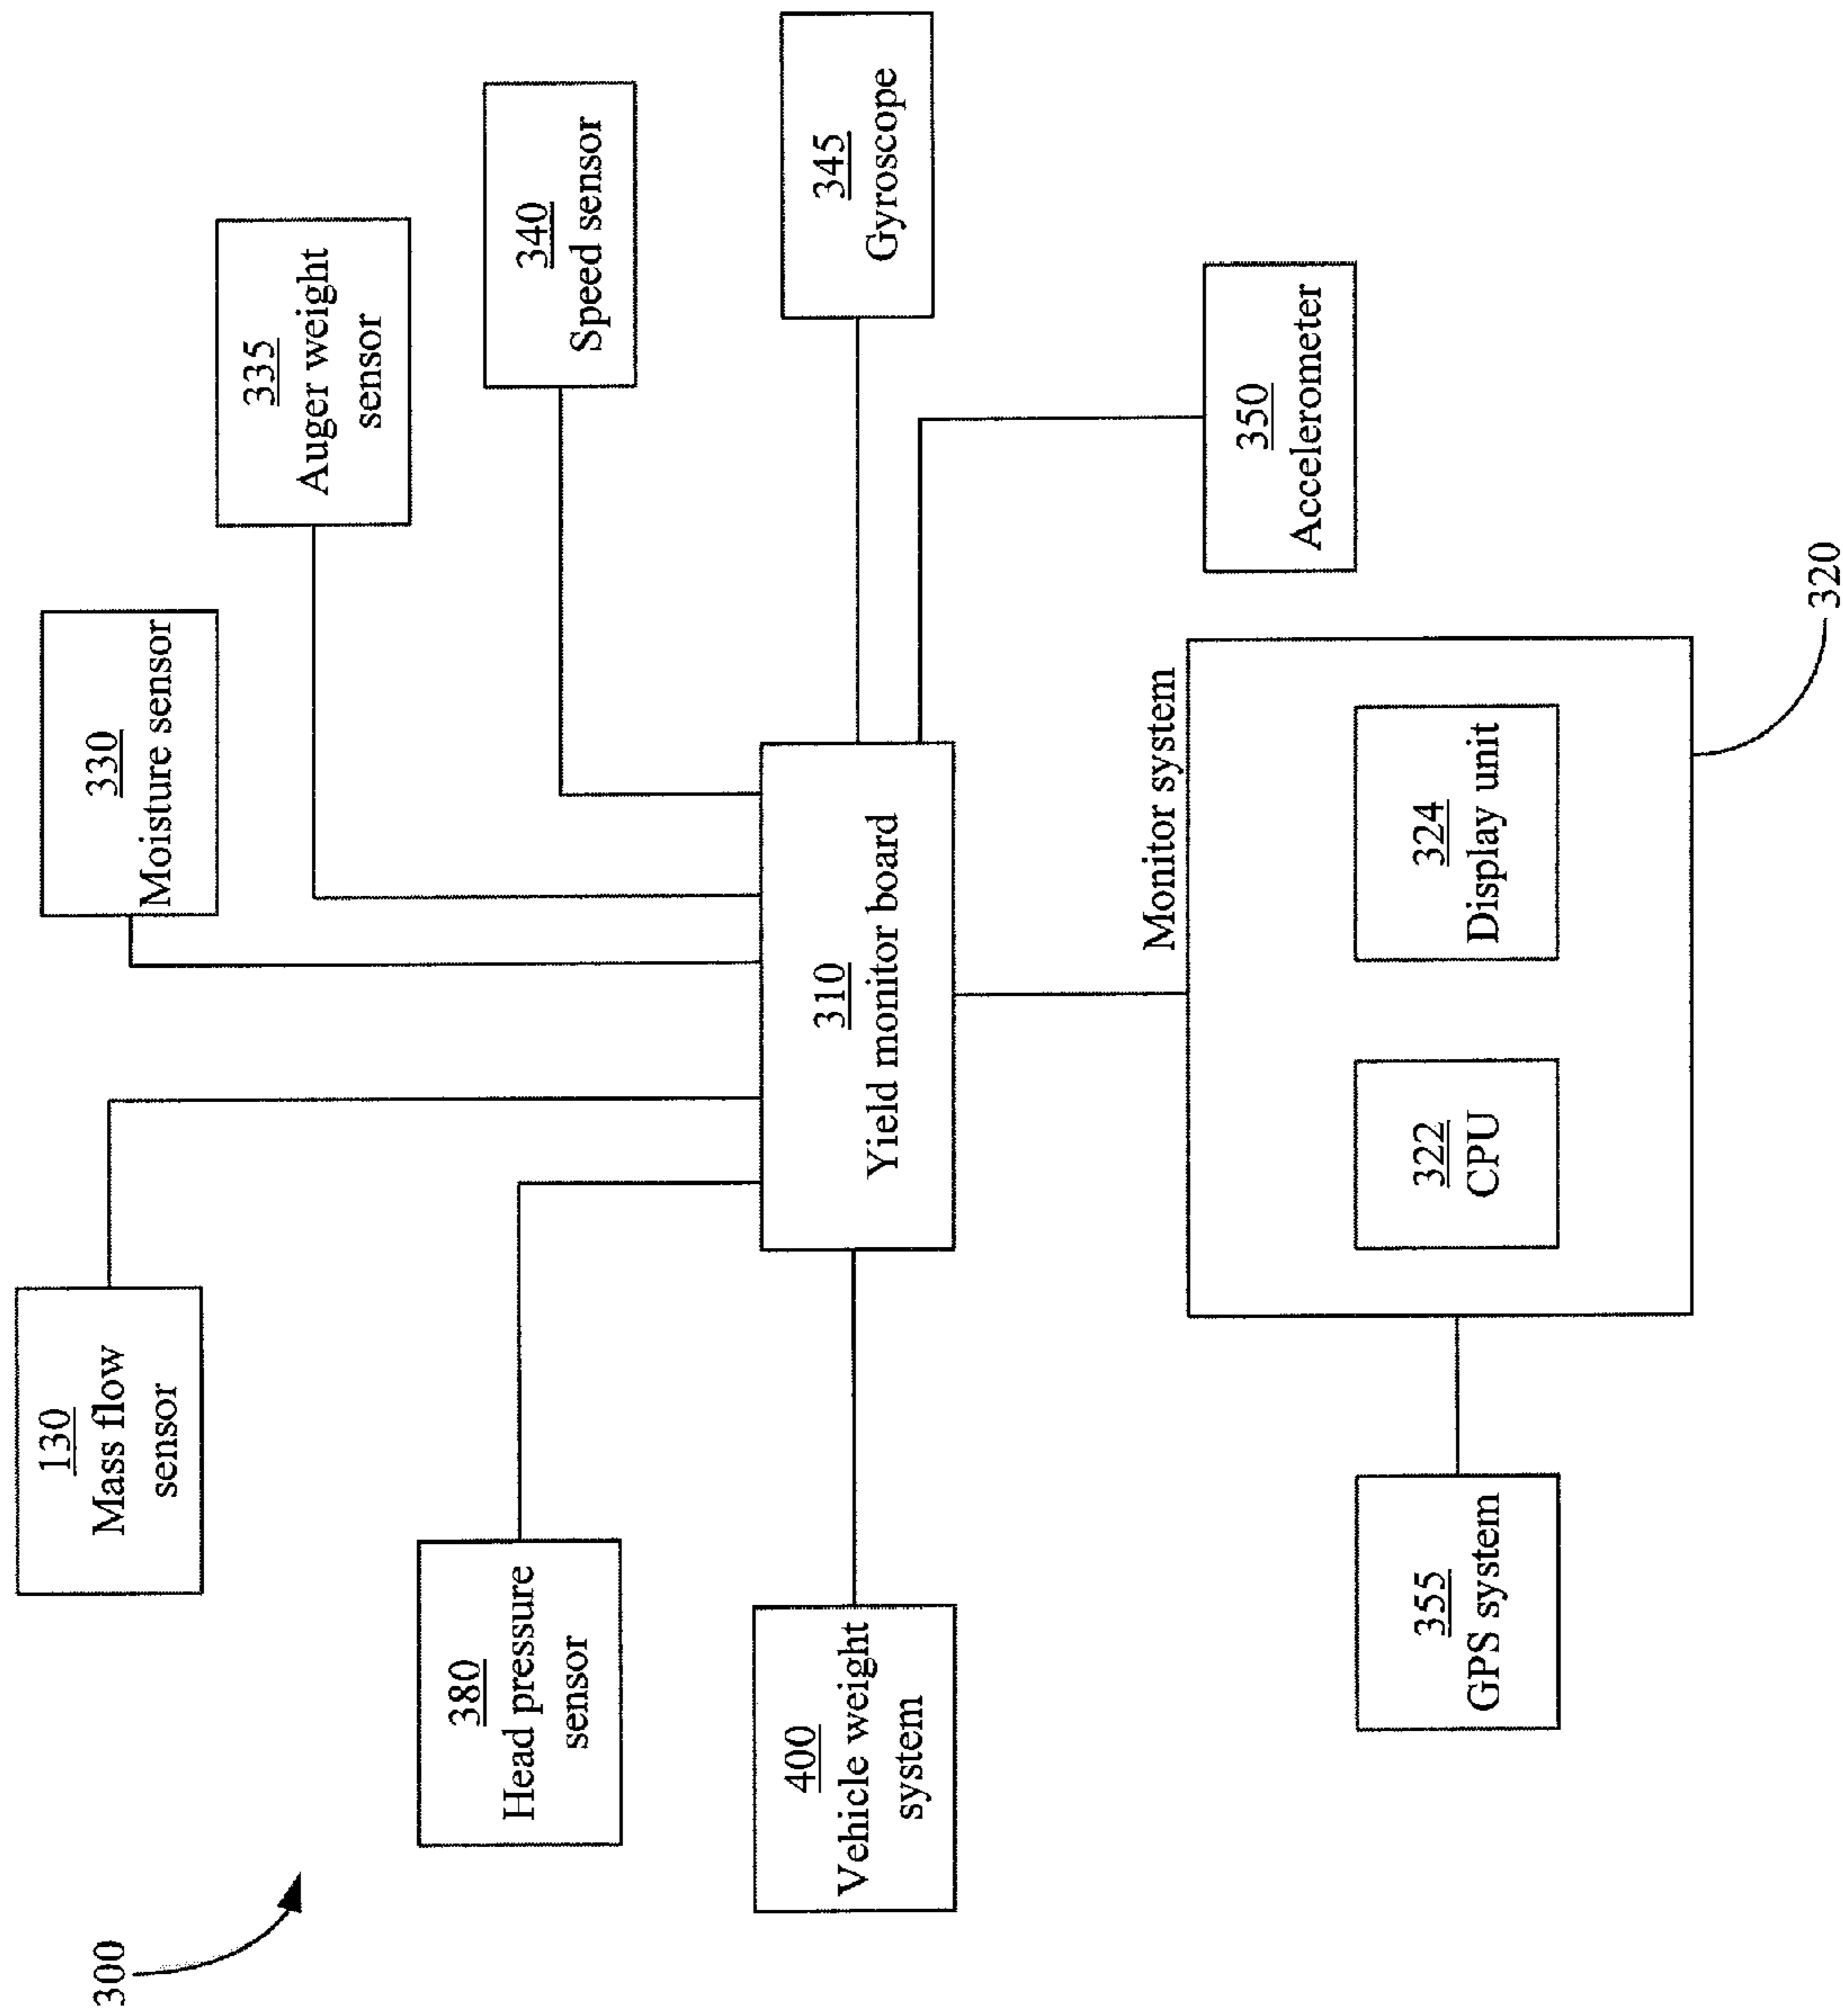 300
130
Mass flow
sensor
330
Moisture sensor
335
Auger weight
sensor
380
Head pressure
sensor
340
Speed sensor
400
Vehicle weight
system
310
Yield monitor board
345
Gyroscope
Monitor system
350
Accelerometer
355
GPS system
322
CPU
324
Display unit
320